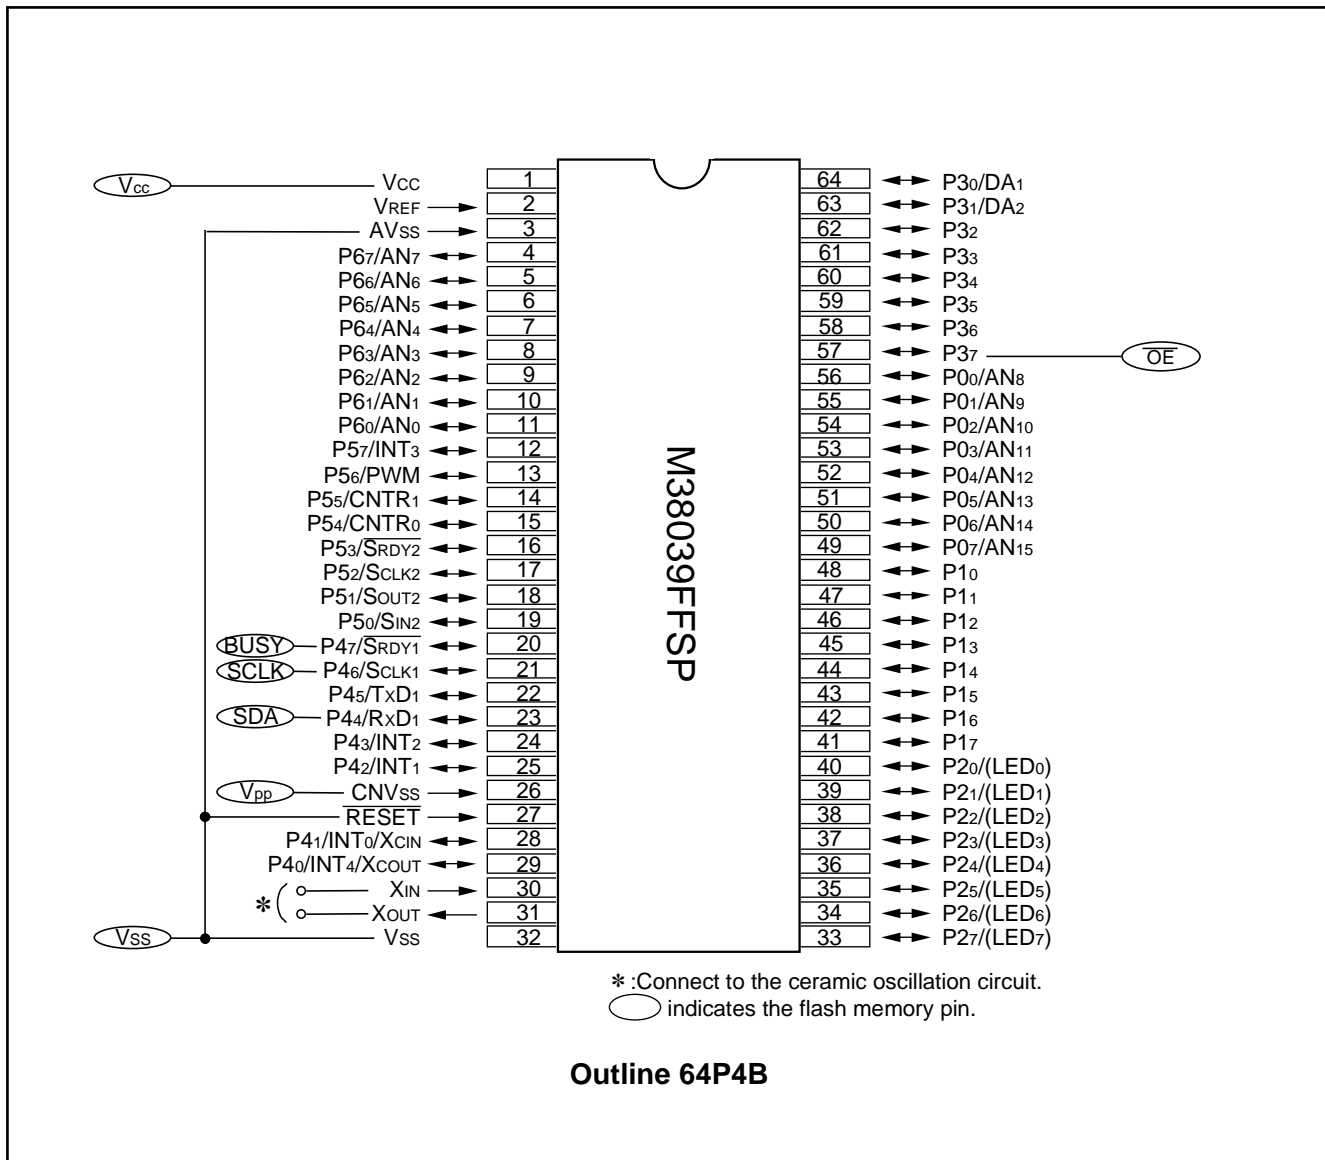 Vcc VCC 1 64 P30/DA1
VREF 2 63 P31/DA2
AVSS 3 62 P32
P67/AN7 4 61 P33
P66/AN6 5 60 P34
P65/AN5 6 59 P35
P64/AN4 7 58 P36
P63/AN3 8 57 P37 OE
P62/AN2 9 56 P00/AN8
P61/AN1 10 55 P01/AN9
P60/AN0 11 54 P02/AN10
P57/INT3 12 53 P03/AN11
P56/PWM 13 52 P04/AN12
P55/CNTR1 14 51 P05/AN13
P54/CNTR0 15 50 P06/AN14
P53/SRDY2 16 49 P07/AN15
P52/SCLK2 17 48 P10
P51/SOUT2 18 47 P11
P50/SIN2 19 46 P12
BUSY P47/SRDY1 20 45 P13
SCLK P46/SCLK1 21 44 P14
P45/TXD1 22 43 P15
SDA P44/RXD1 23 42 P16
P43/INT2 24 41 P17
P42/INT1 25 40 P20/(LED0)
Vpp CNVSS 26 39 P21/(LED1)
RESET 27 38 P22/(LED2)
P41/INT0/XCIN 28 37 P23/(LED3)
P40/INT4/XCOUT 29 36 P24/(LED4)
* XIN 30 35 P25/(LED5)
XOUT 31 34 P26/(LED6)
VSS VSS 32 33 P27/(LED7)
M38039FFSP
* :Connect to the ceramic oscillation circuit.
indicates the flash memory pin.
Outline 64P4B